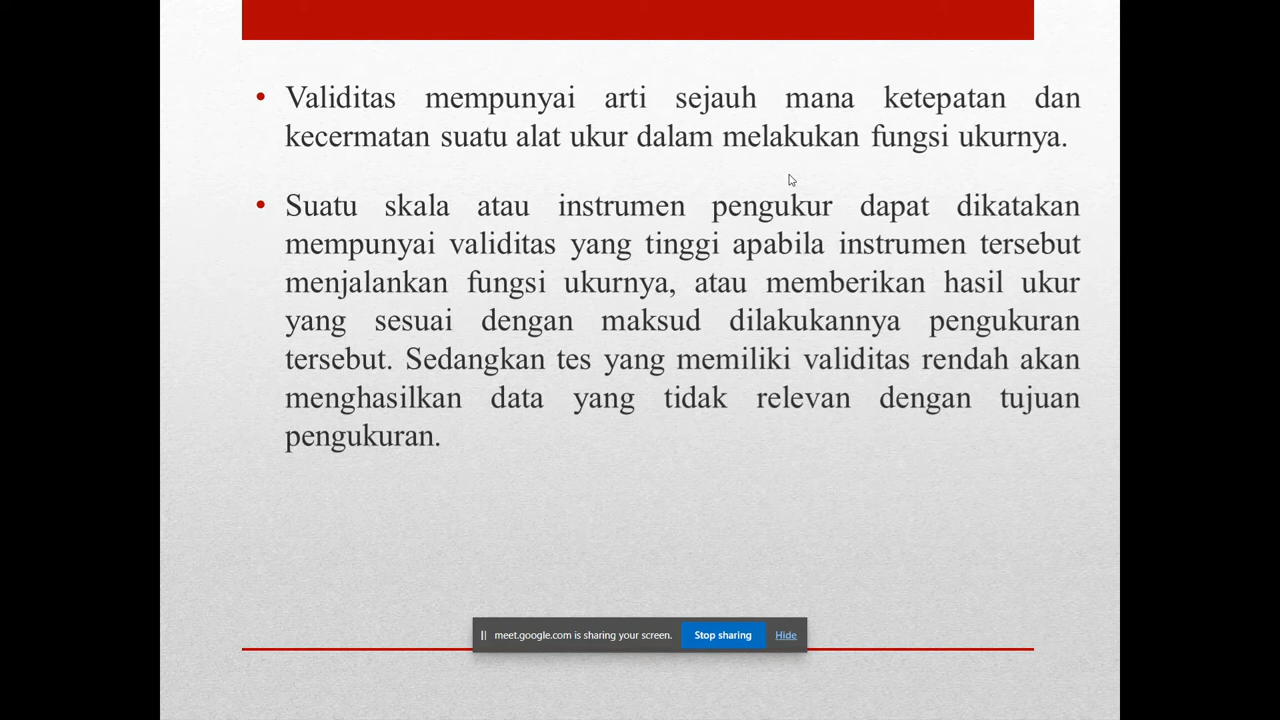 • Validitas mempunyai arti sejauh mana ketepatan dan
kecermatan suatu alat ukur dalam melakukan fungsi ukurnya.
• Suatu skala atau instrumen pengukur dapat dikatakan
mempunyai validitas yang tinggi apabila instrumen tersebut
menjalankan fungsi ukurnya, atau memberikan hasil ukur
yang sesuai dengan maksud dilakukannya pengukuran
tersebut. Sedangkan tes yang memiliki validitas rendah akan
menghasilkan data yang tidak relevan dengan tujuan
pengukuran.
meet.google.com is sharing your screen. Stop sharing Hide